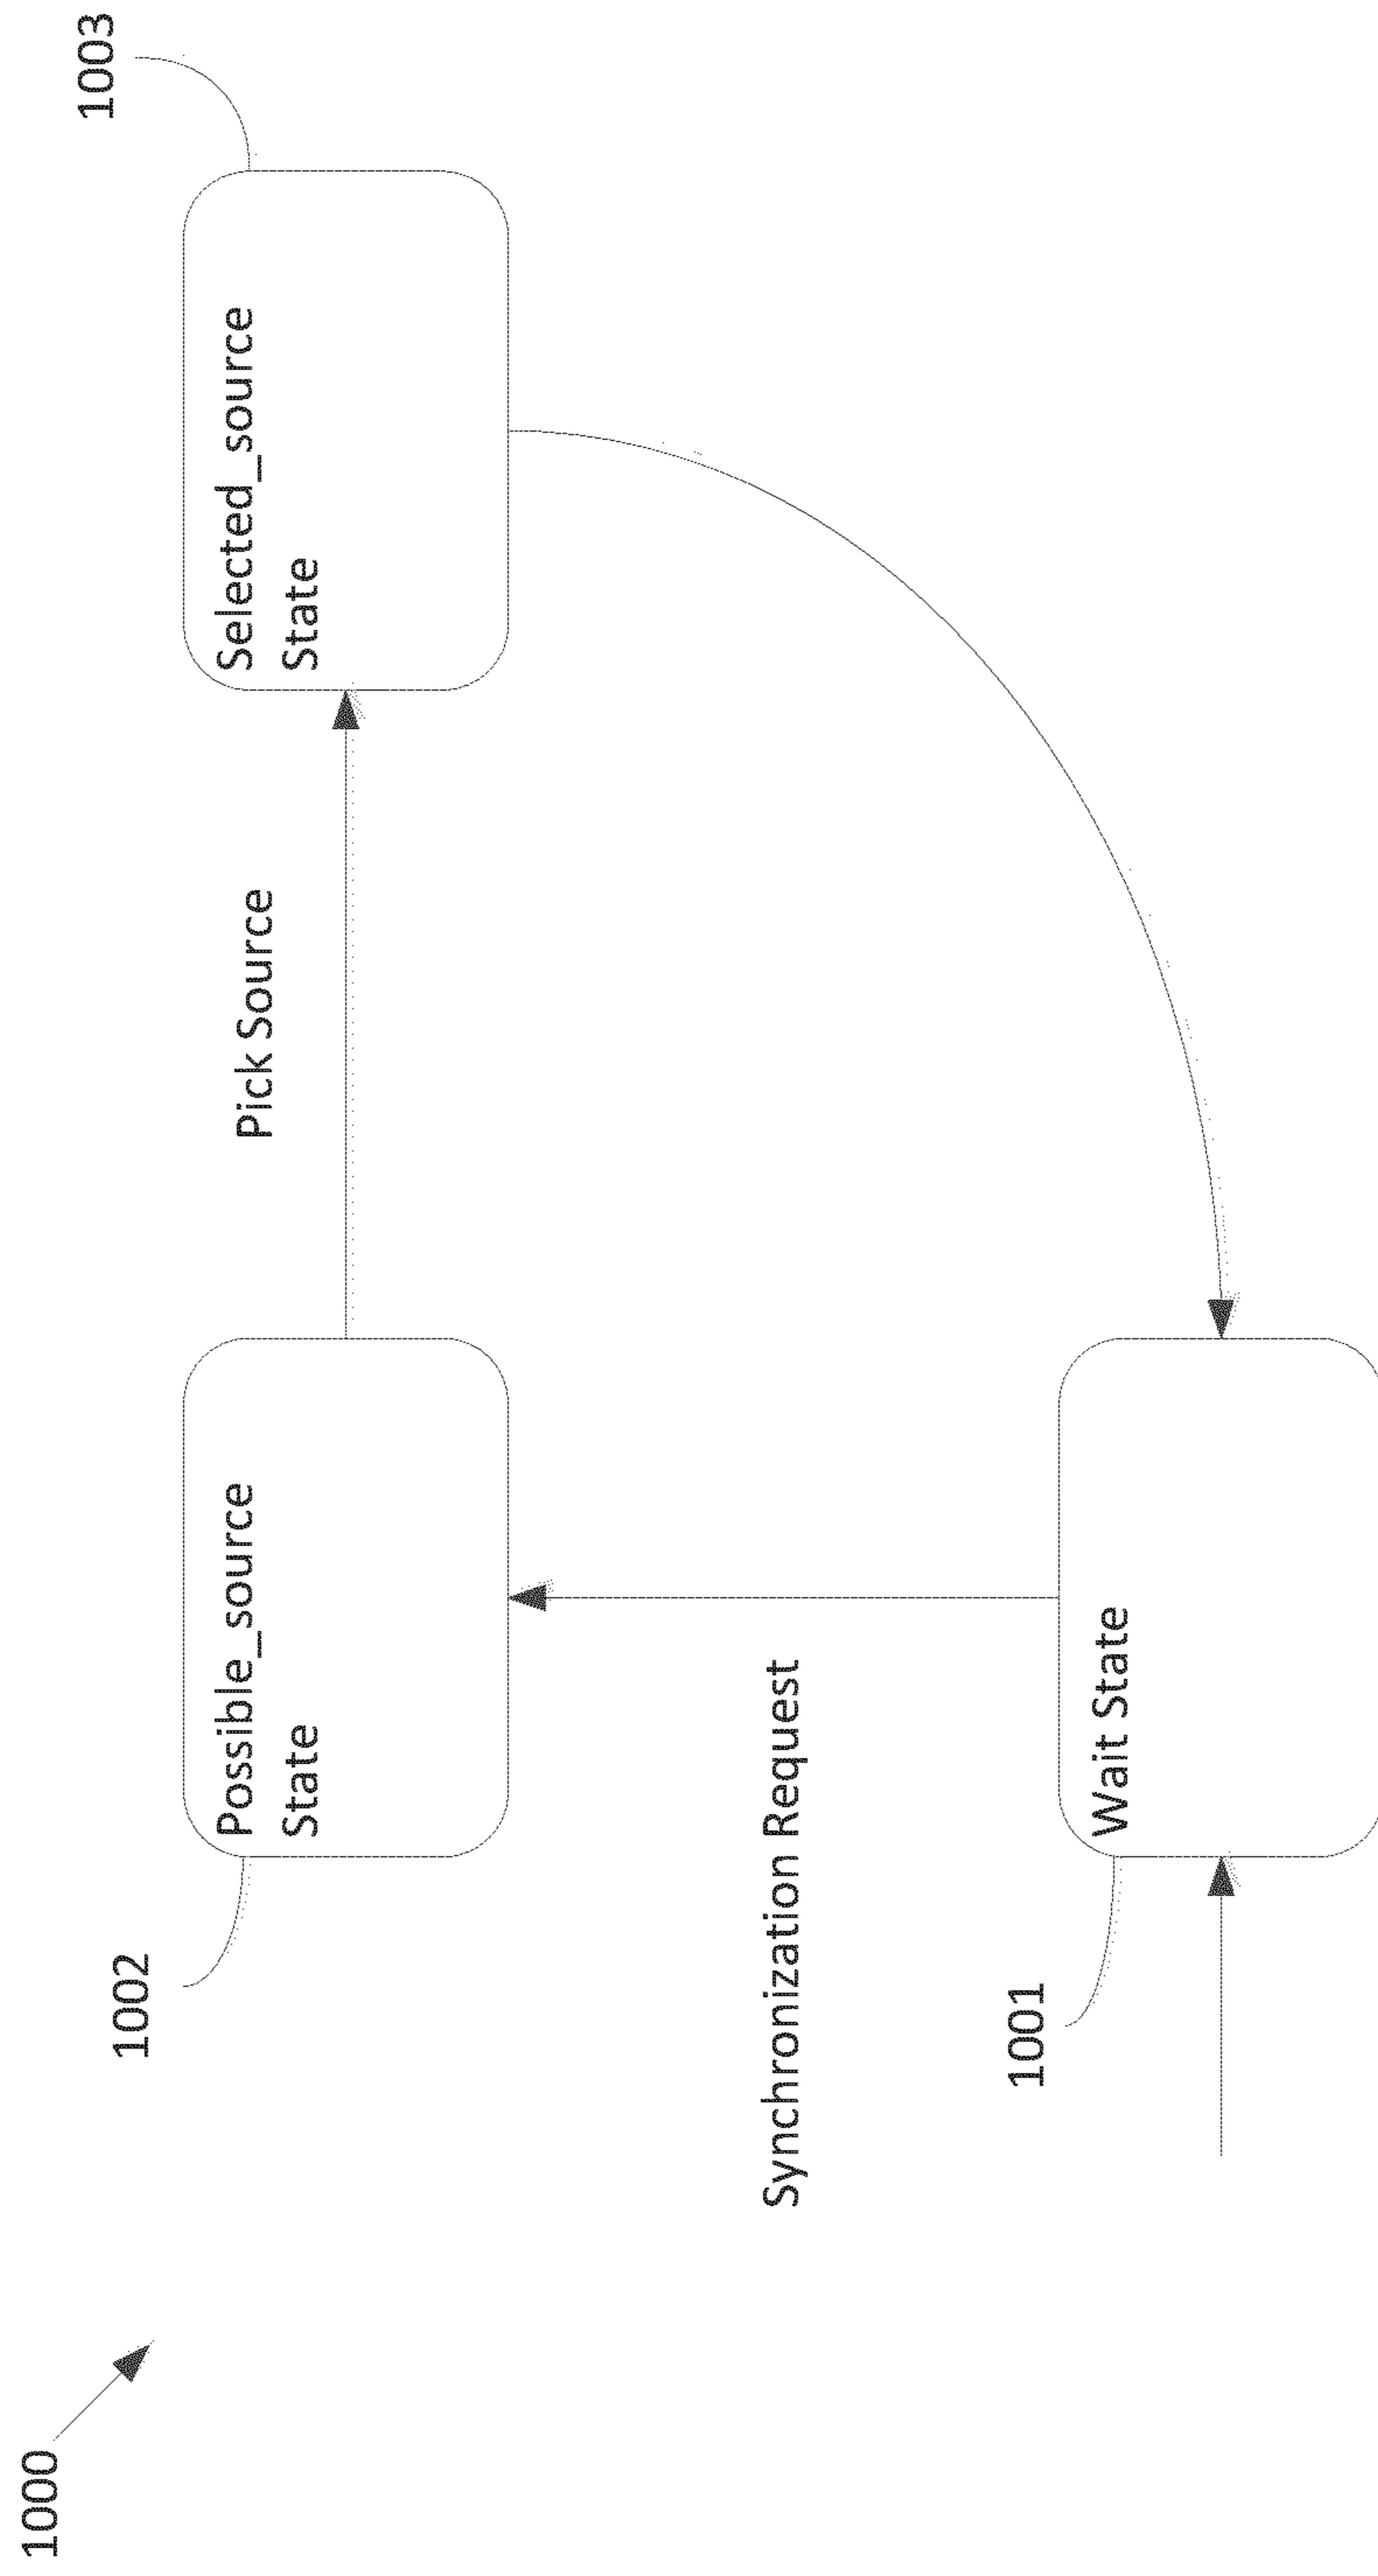 1000
1002
Possible_source
State
Pick Source
1003
Selected_source
State
Synchronization Request
1001
Wait State